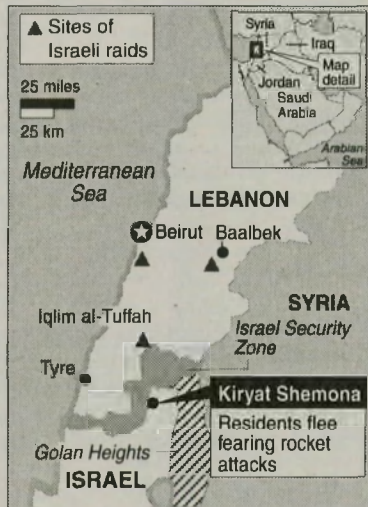 ▲ Sites of
Israeli raids
25 miles
25 km
Syria
Iraq
Map
detail
Jordan
Saudi
Arabia
Arabian
Sea
Mediterranean
Sea
LEBANON
Beirut
Baalbek
Iqlim al-Tuffah
SYRIA
Israel Security
Zone
Tyre
Kiryat Shemona
Residents flee
fearing rocket
attacks
Golan Heights
ISRAEL